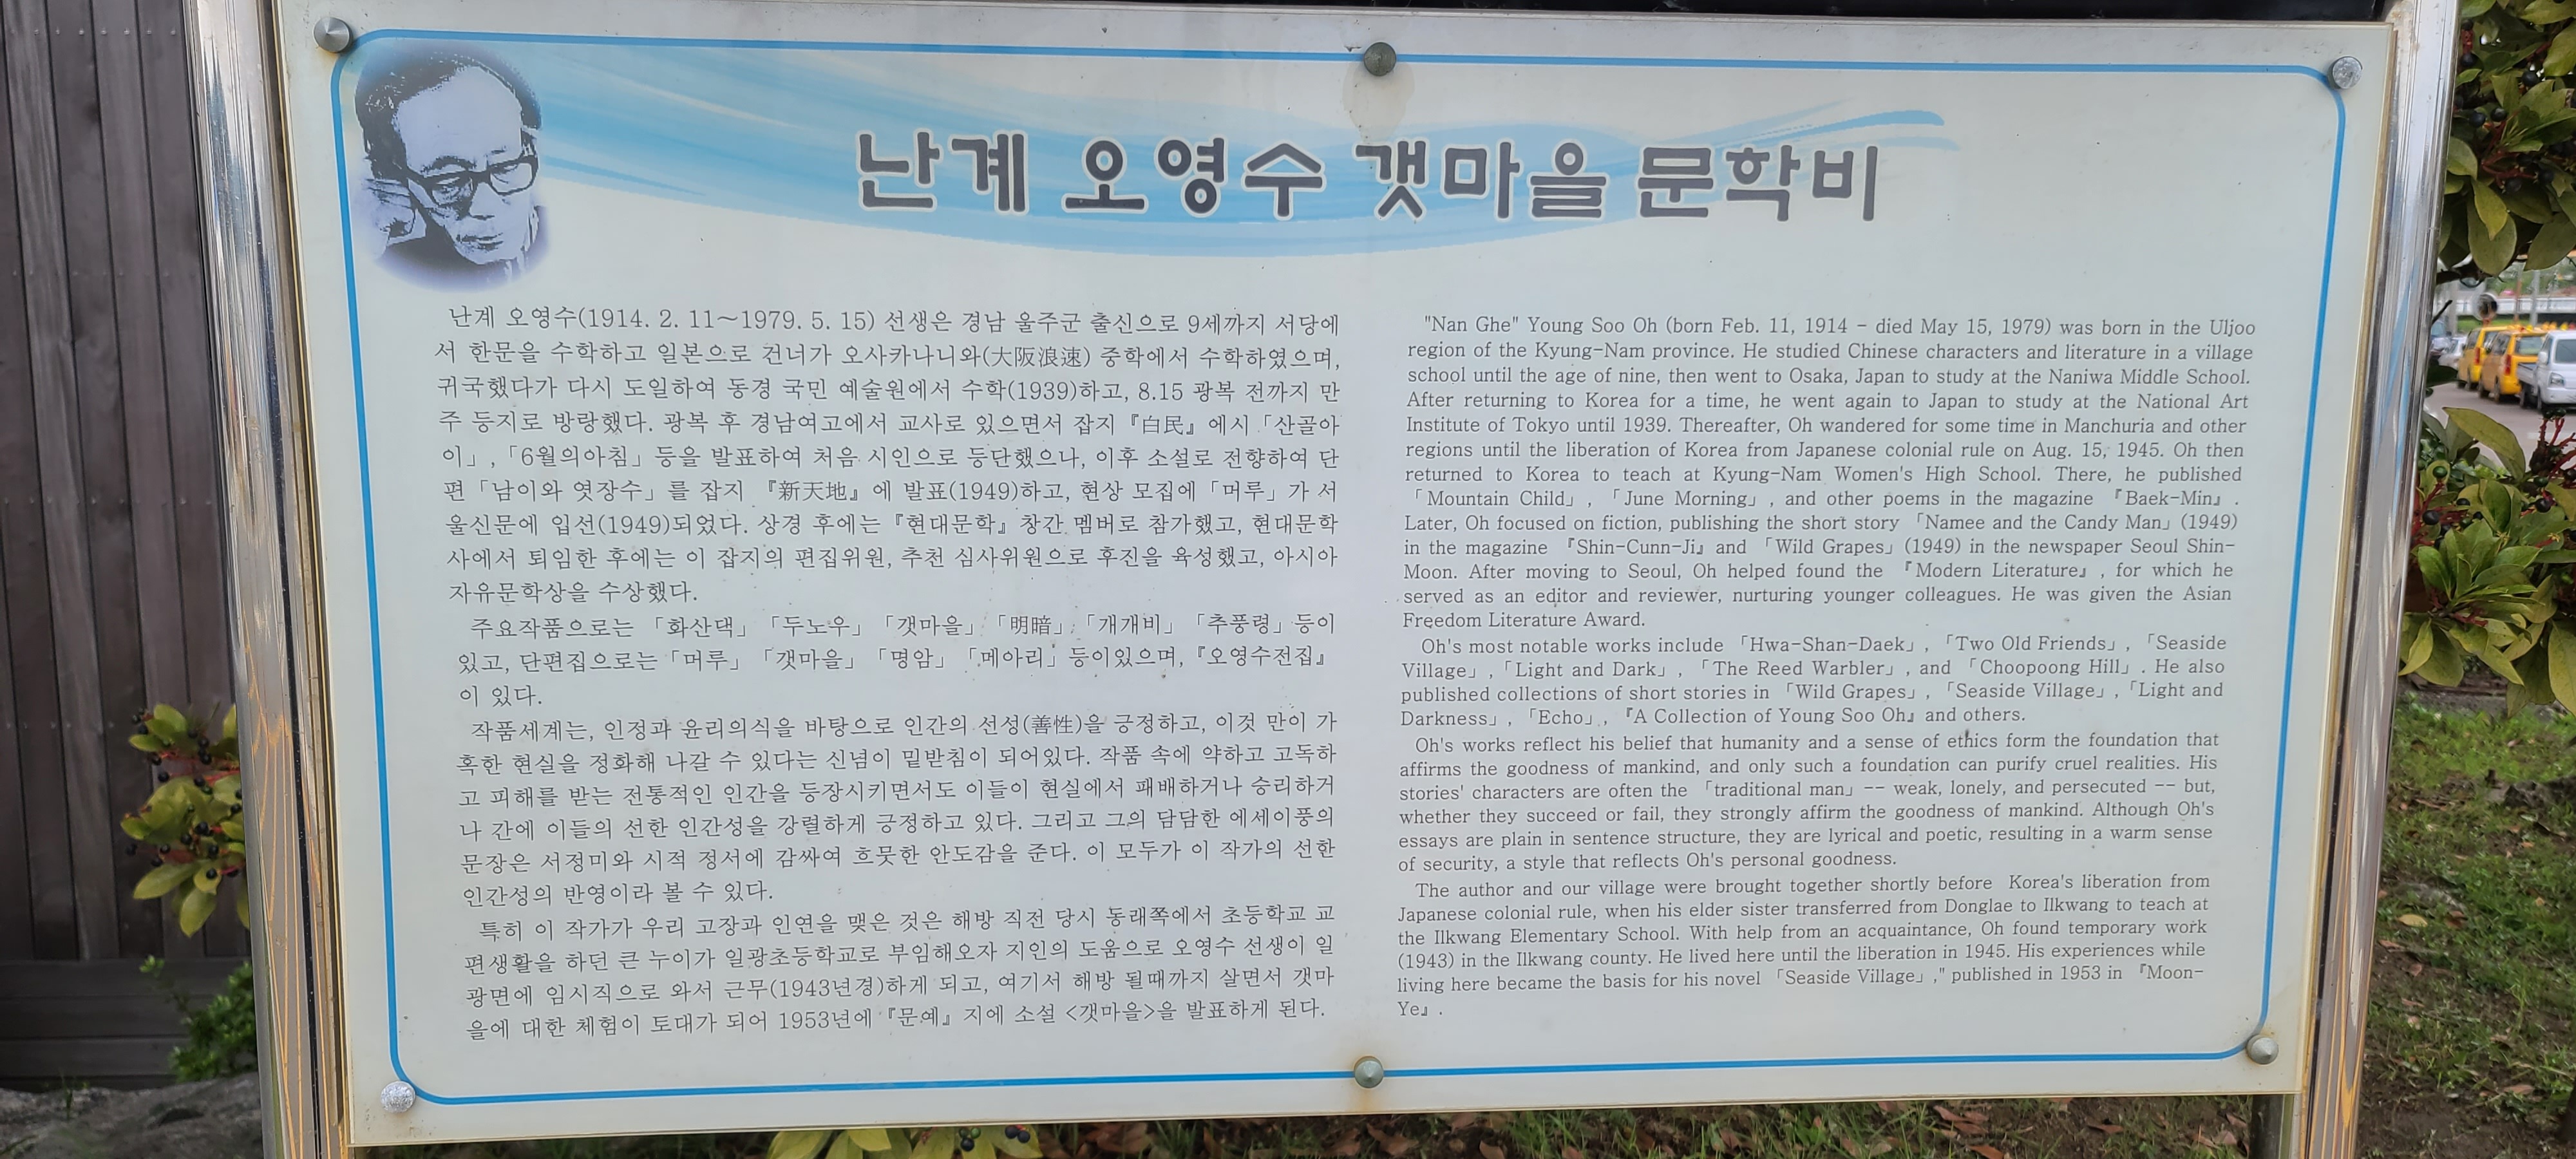 난계 오영수 갯마을 문학비
난계 오영수(1914. 2. 11～1979. 5. 15) 선생은 경남 울주군 출신으로 9세까지 서당에
서 한문을 수학하고 일본으로 건너가 오사카나니와(大阪浪速) 중학에서 수학하였으며,
귀국했다가 다시 도일하여 동경 국민 예술원에서 수학(1939)하고, 8.15 광복 전까지 만
주 등지로 방랑했다. 광복 후 경남여고에서 교사로 있으면서 잡지 『白民』에시「산골아
이」,「6월의아침」등을 발표하여 처음 시인으로 등단했으나, 이후 소설로 전향하여 단
편「남이와 엿장수」를 잡지 『新天地』에 발표(1949)하고, 현상 모집에「머루」가 서
울신문에 입선(1949)되었다. 상경 후에는『현대문학』창간 멤버로 참가했고, 현대문학
사에서 퇴임한 후에는 이 잡지의 편집위원, 추천 심사위원으로 후진을 육성했고, 아시아
자유문학상을 수상했다.
주요작품으로는 「화산댁」「두노우」「갯마을」「明暗」,「개개비」「추풍령」등이
있고, 단편집으로는「머루」「갯마을」「명암」「메아리」등이있으며,『오영수전집』
이 있다.
작품세계는, 인정과 윤리의식을 바탕으로 인간의 선성(善性)을 긍정하고, 이것 만이 가
혹한 현실을 정화해 나갈 수 있다는 신념이 밑받침이 되어있다. 작품 속에 약하고 고독하
고 피해를 받는 전통적인 인간을 등장시키면서도 이들이 현실에서 패배하거나 승리하거
나 간에 이들의 선한 인간성을 강렬하게 긍정하고 있다. 그리고 그의 담담한 에세이풍의
문장은 서정미와 시적 정서에 감싸여 흐뭇한 안도감을 준다. 이 모두가 이 작가의 선한
인간성의 반영이라 볼 수 있다.
특히 이 작가가 우리 고장과 인연을 맺은 것은 해방 직전 당시 동래쪽에서 초등학교 교
편생활을 하던 큰 누이가 일광초등학교로 부임해오자 지인의 도움으로 오영수 선생이 일
광면에 임시직으로 와서 근무(1943년경)하게 되고, 여기서 해방 될때까지 살면서 갯마
을에 대한 체험이 토대가 되어 1953년에『문예』지에 소설 <갯마을>을 발표하게 된다.
"Nan Ghe" Young Soo Oh (born Feb. 11, 1914 - died May 15, 1979) was born in the Uljoo
region of the Kyung-Nam province. He studied Chinese characters and literature in a village
school until the age of nine, then went to Osaka, Japan to study at the Naniwa Middle School.
After returning to Korea for a time, he went again to Japan to study at the National Art
Institute of Tokyo until 1939. Thereafter, Oh wandered for some time in Manchuria and other
regions until the liberation of Korea from Japanese colonial rule on Aug. 15, 1945. Oh then
returned to Korea to teach at Kyung-Nam Women's High School. There, he published
「Mountain Child」, 「June Morning」, and other poems in the magazine 『Baek-Min』.
Later, Oh focused on fiction, publishing the short story 「Namee and the Candy Man」(1949)
in the magazine 『Shin-Cunn-Ji』 and 「Wild Grapes」(1949) in the newspaper Seoul Shin-
Moon. After moving to Seoul, Oh helped found the 『Modern Literature』, for which he
served as an editor and reviewer, nurturing younger colleagues. He was given the Asian
Freedom Literature Award.
Oh's most notable works include 「Hwa-Shan-Daek」, 「Two Old Friends」, 「Seaside
Village」,「Light and Dark」, 「The Reed Warbler」, and 「Choopoong Hill」. He also
published collections of short stories in 「Wild Grapes」, 「Seaside Village」,「Light and
Darkness」, 「Echo」, 『A Collection of Young Soo Oh』 and others.
Oh's works reflect his belief that humanity and a sense of ethics form the foundation that
affirms the goodness of mankind, and only such a foundation can purify cruel realities. His
stories' characters are often the 「traditional man」 -- weak, lonely, and persecuted -- but,
whether they succeed or fail, they strongly affirm the goodness of mankind. Although Oh's
essays are plain in sentence structure, they are lyrical and poetic, resulting in a warm sense
of security, a style that reflects Oh's personal goodness.
The author and our village were brought together shortly before Korea's liberation from
Japanese colonial rule, when his elder sister transferred from Donglae to Ilkwang to teach at
the Ilkwang Elementary School. With help from an acquaintance, Oh found temporary work
(1943) in the Ilkwang county. He lived here until the liberation in 1945. His experiences while
living here became the basis for his novel 「Seaside Village」," published in 1953 in 『Moon-
Ye』.